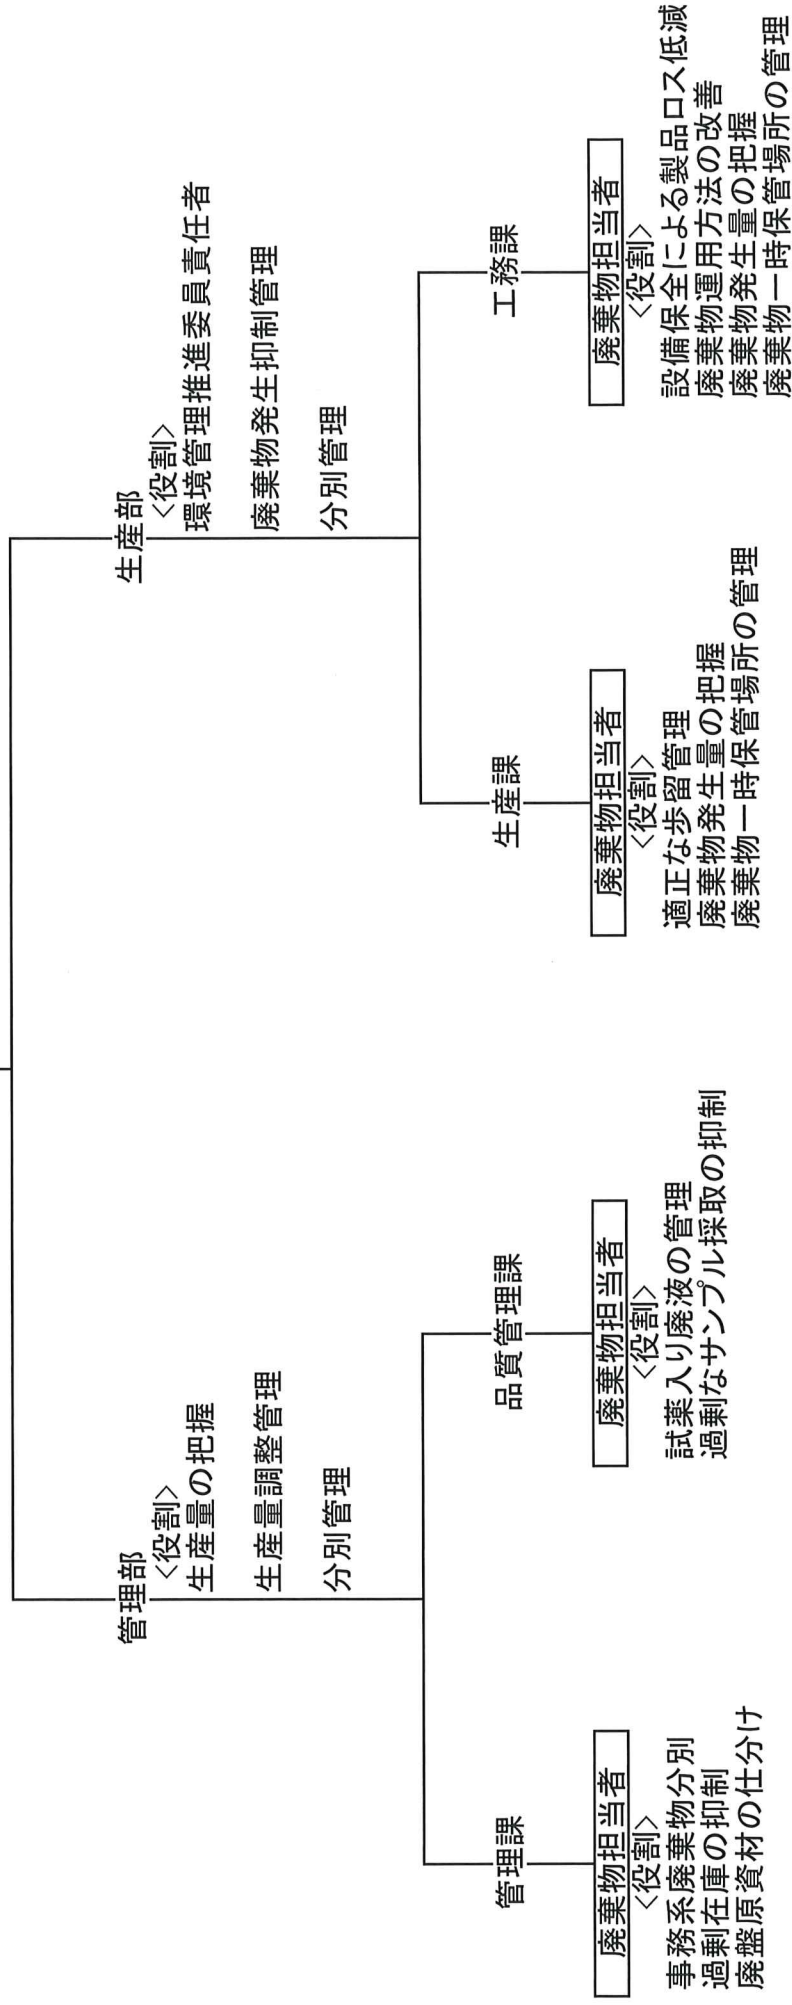 管理部
<役割>
生産量の把握
生産量調整管理
分別管理
生産部
<役割>
環境管理推進委員責任者
廃棄物発生抑制管理
分別管理
管理課
廃棄物担当者
<役割>
事務系廃棄物分別
過剰在庫の抑制
廃盤原資材の仕分け
品質管理課
廃棄物担当者
<役割>
試薬入り廃液の管理
過剰なサンプル採取の抑制
生産課
廃棄物担当者
<役割>
適正な歩留管理
廃棄物発生量の把握
廃棄物一時保管場所の管理
工務課
廃棄物担当者
<役割>
設備保全による製品ロス低減
廃棄物運用方法の改善
廃棄物発生量の把握
廃棄物一時保管場所の管理